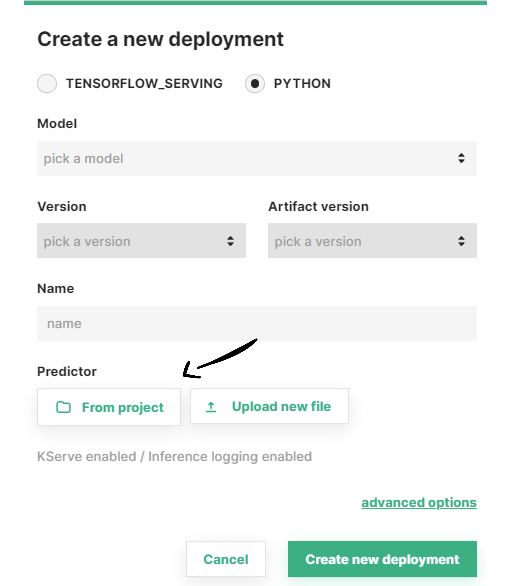 Create a new deployment
TENSORFLOW_SERVING PYTHON
Model
pick a model
Version Artifact version
pick a version pick a version
Name
name
Predictor
From project Upload new file
KServe enabled / Inference logging enabled
advanced options
Cancel Create new deployment